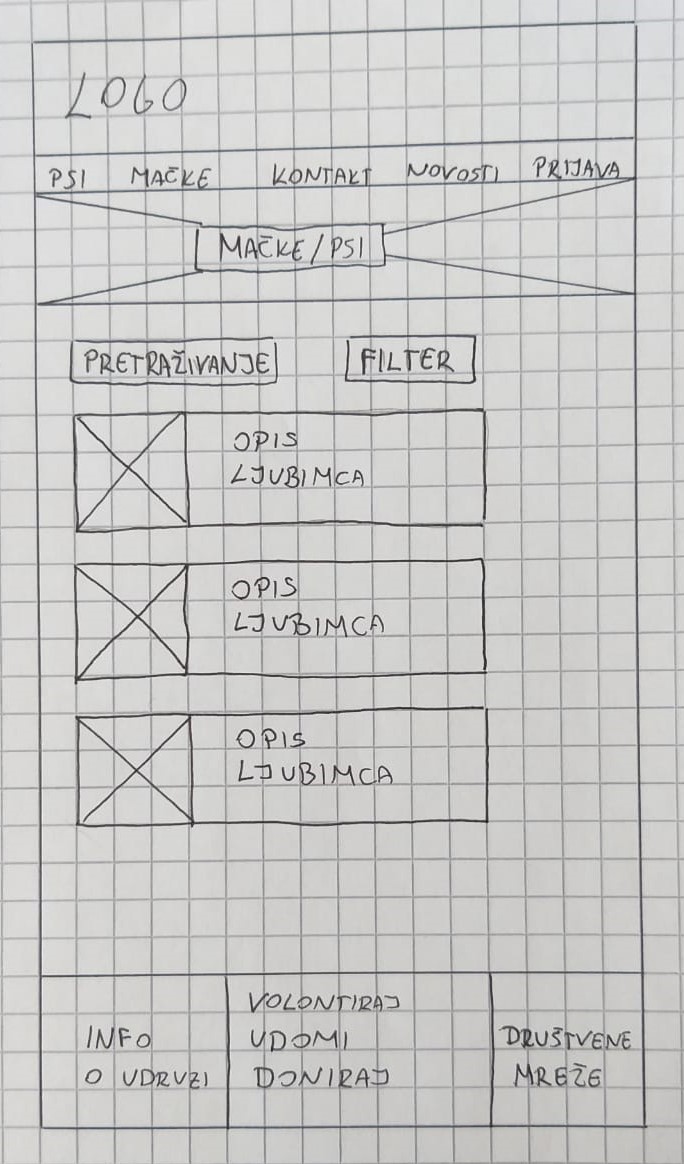 LOGO
PSI MAČKE KONTAKT NOVOSTI PRIJAVA
MAČKE/PSI
PRETRAŽIVANJE FILTER
OPIS
LJUBIMCA
OPIS
LJUBIMCA
OPIS
LJUBIMCA
INFO
O UDRUZI
VOLONTIRAJ
UDOMI
DONIRAJ
DRUŠTVENE
MREŽE